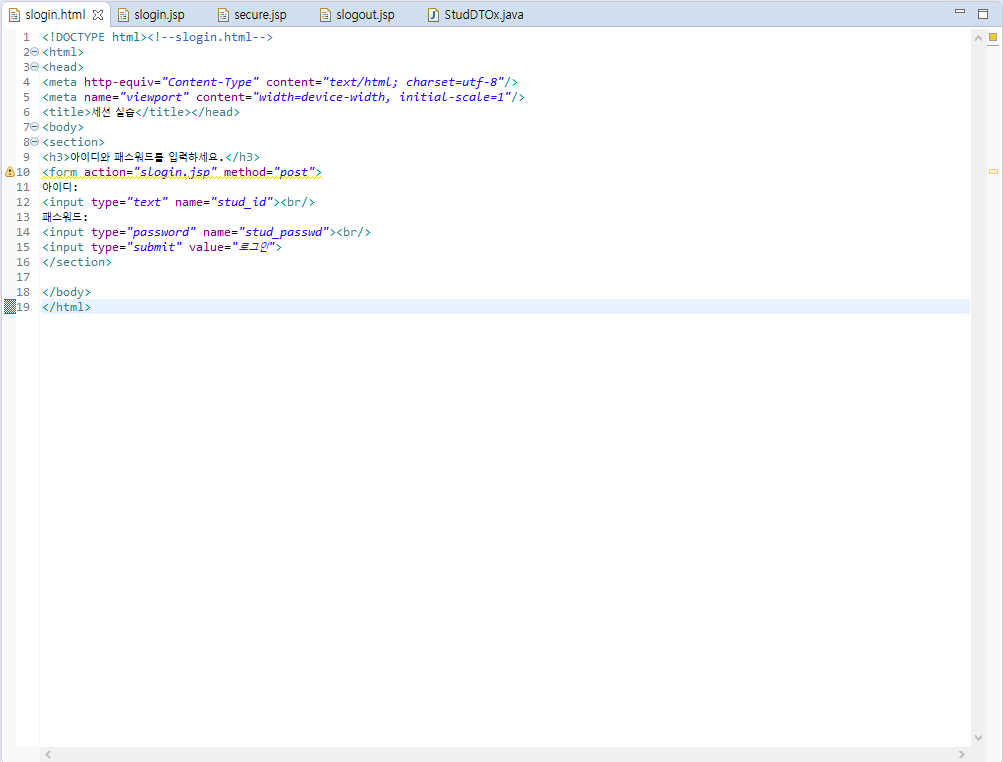 slogin.html slogin.jsp secure.jsp slogout.jsp StudDTOx.java
1 <!DOCTYPE html><!--slogin.html-->
2 <html>
3 <head>
4 <meta http-equiv="Content-Type" content="text/html; charset=utf-8"/>
5 <meta name="viewport" content="width=device-width, initial-scale=1"/>
6 <title>세션 실습</title></head>
7 <body>
8 <section>
9 <h3>아이디와 패스워드를 입력하세요.</h3>
10 <form action="slogin.jsp" method="post">
11 아이디:
12 <input type="text" name="stud_id"><br/>
13 패스워드:
14 <input type="password" name="stud_passwd"><br/>
15 <input type="submit" value="로그인">
16 </section>
17
18 </body>
19 </html>